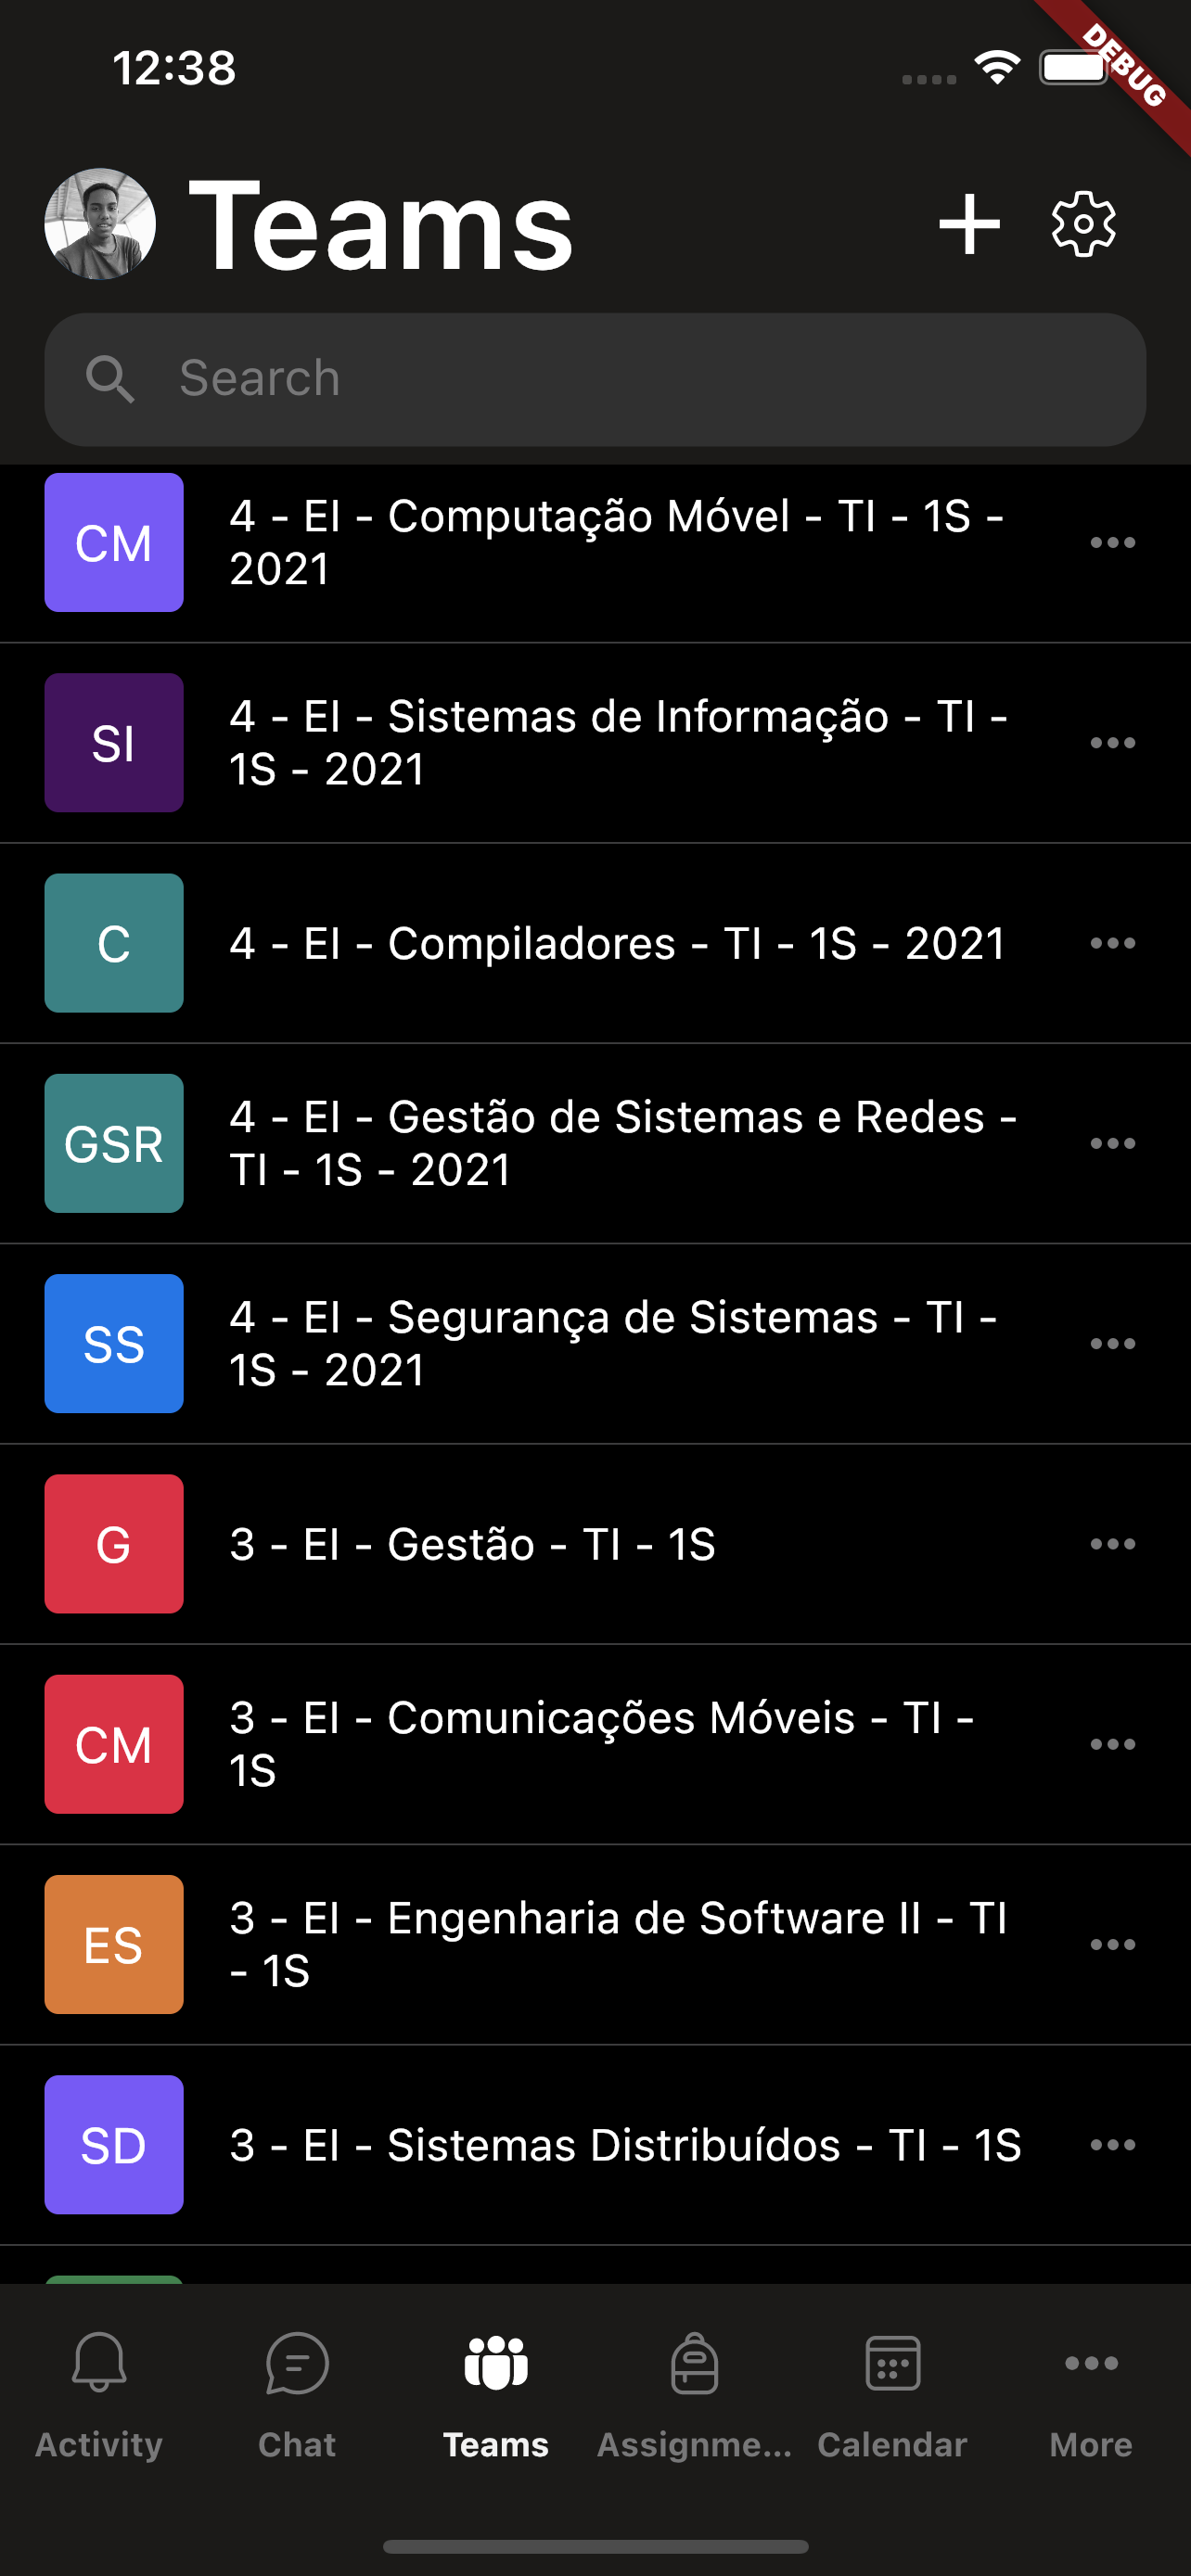 12:38
DEBUG
Teams
Search
CM
4 - EI - Computação Móvel - TI - 1S -
2021
SI
4 - EI - Sistemas de Informação - TI -
1S - 2021
C
4 - EI - Compiladores - TI - 1S - 2021
GSR
4 - EI - Gestão de Sistemas e Redes -
TI - 1S - 2021
SS
4 - EI - Segurança de Sistemas - TI -
1S - 2021
G
3 - EI - Gestão - TI - 1S
CM
3 - EI - Comunicações Móveis - TI -
1S
ES
3 - EI - Engenharia de Software II - TI
- 1S
SD
3 - EI - Sistemas Distribuídos - TI - 1S
Activity
Chat
Teams
Assignme...
Calendar
More